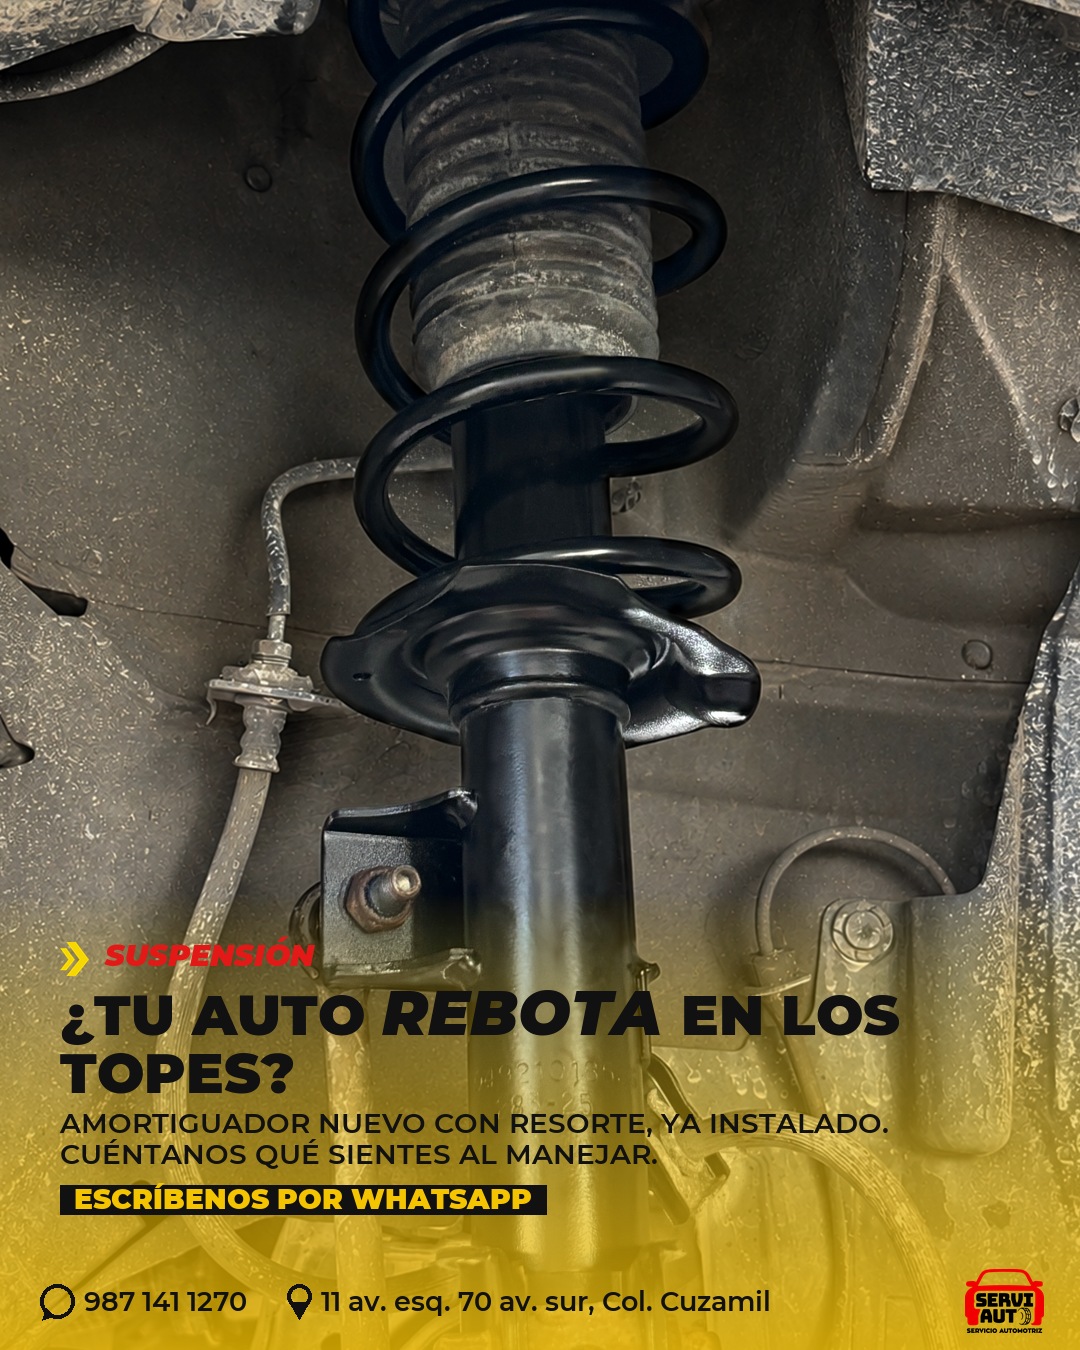 SUSPENSIÓN
¿TU AUTO REBOTA EN LOS
TOPES?
AMORTIGUADOR NUEVO CON RESORTE, YA INSTALADO.
CUÉNTANOS QUÉ SIENTES AL MANEJAR.
ESCRÍBENOS POR WHATSAPP
987 141 1270
11 av. esq. 70 av. sur, Col. Cuzamil
SERVI
AUTO
SERVICIO AUTOMOTRIZ